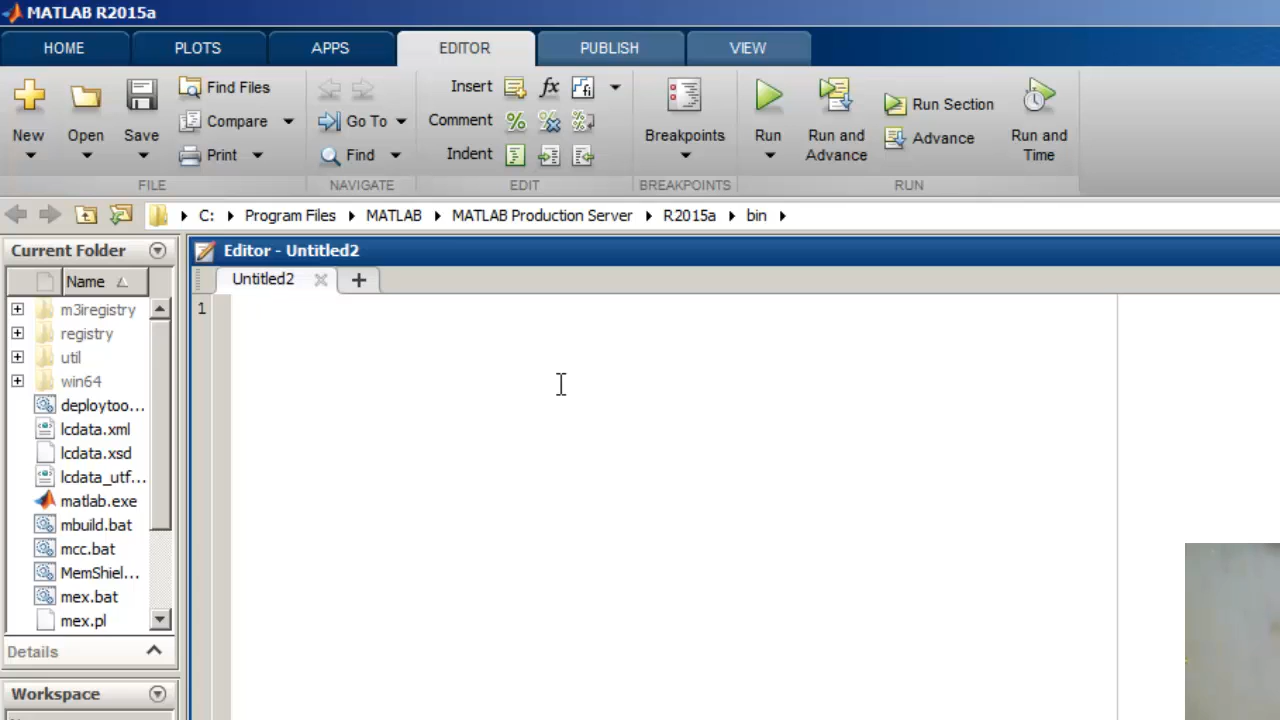 MATLAB R2015a
HOME PLOTS APPS EDITOR PUBLISH VIEW
New Open Save Find Files Compare Print
FILE
Go To Find
NAVIGATE
Insert fx fi
Comment % % %
Indent
EDIT
Breakpoints
BREAKPOINTS
Run Run and Advance Run Section Advance Run and Time
RUN
C: Program Files MATLAB MATLAB Production Server R2015a bin
Current Folder
Name
m3iregistry
registry
util
win64
deploytoo...
lcdata.xml
lcdata.xsd
lcdata_utf...
matlab.exe
mbuild.bat
mcc.bat
MemShiel...
mex.bat
mex.pl
Details
Workspace
Editor - Untitled2
Untitled2 +
1